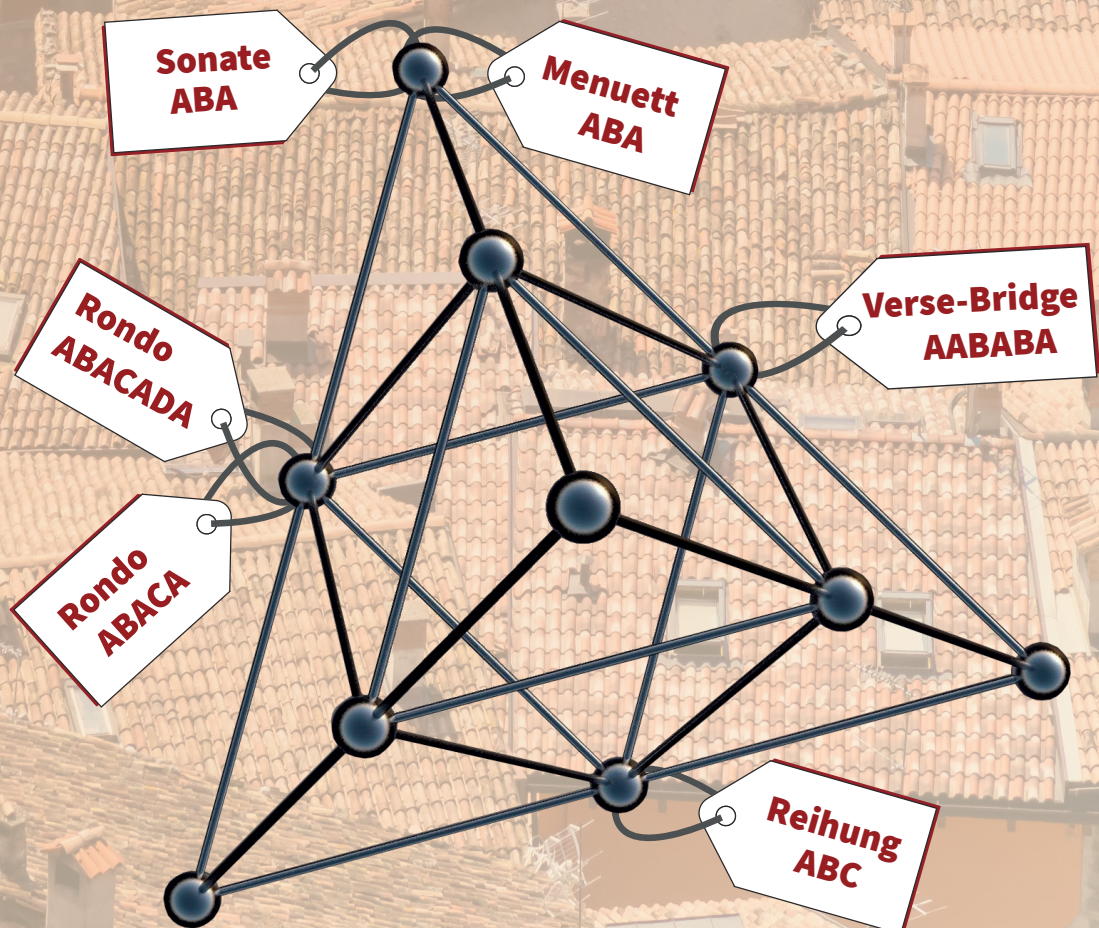 Sonate
ABA
Menuett
ABA
Verse-Bridge
AABABA
Rondo
ABACADA
Rondo
ABACA
Reihung
ABC